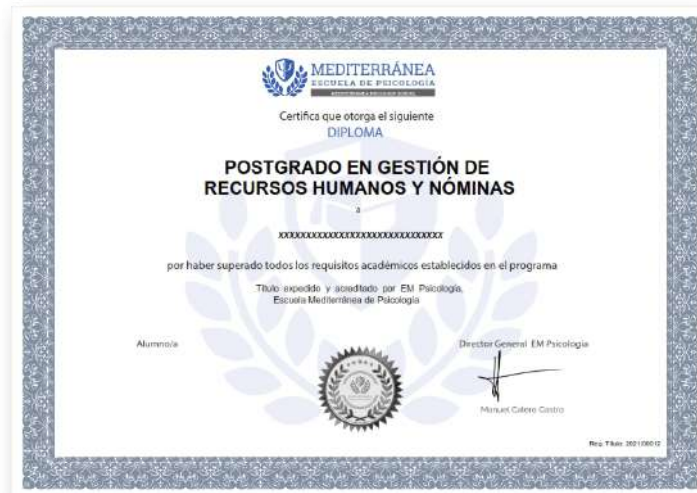 MEDITERRÁNEA
ESCUELA DE PSICOLOGÍA
Certifica que otorga el siguiente
DIPLOMA
POSTGRADO EN GESTIÓN DE
RECURSOS HUMANOS Y NÓMINAS
a
xxxxxxxxxxxxxxxxxxxxxxxxxxxxxx
por haber superado todos los requisitos académicos establecidos en el programa
Título expedido y acreditado por EM Psicología,
Escuela Mediterránea de Psicología
Alumno/a
Director General EM Psicología
Manuel Calero Castro